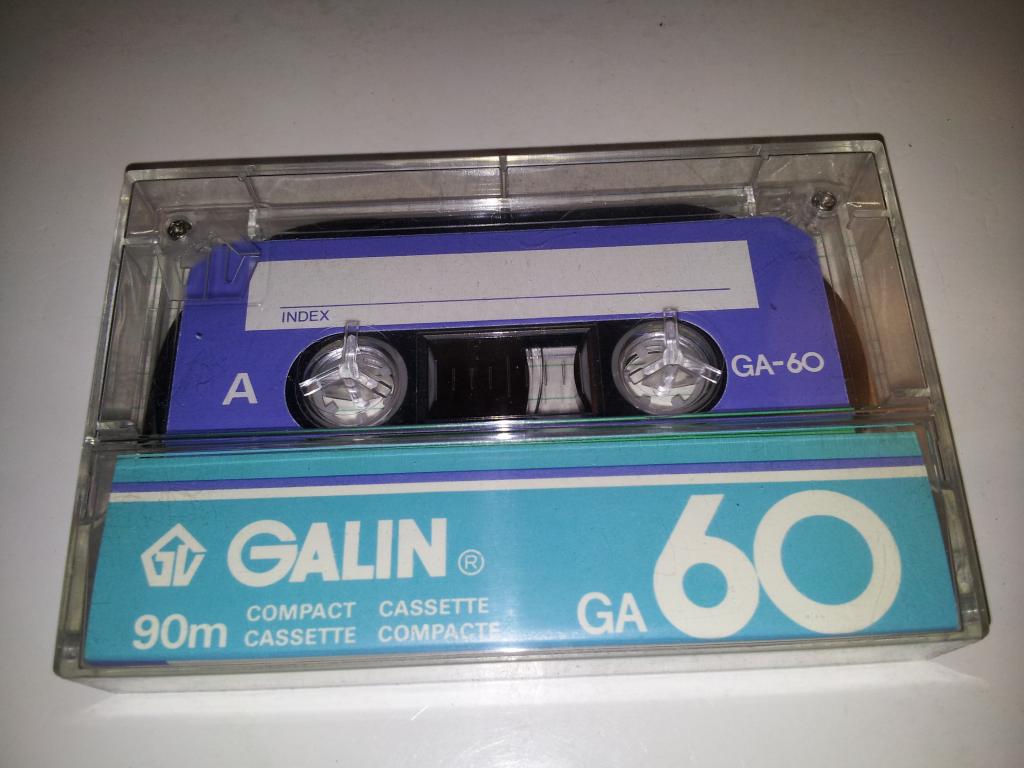 INDEX
A
GA-60
GALIN ®
GA 60
90m
COMPACT CASSETTE
CASSETTE COMPACTE